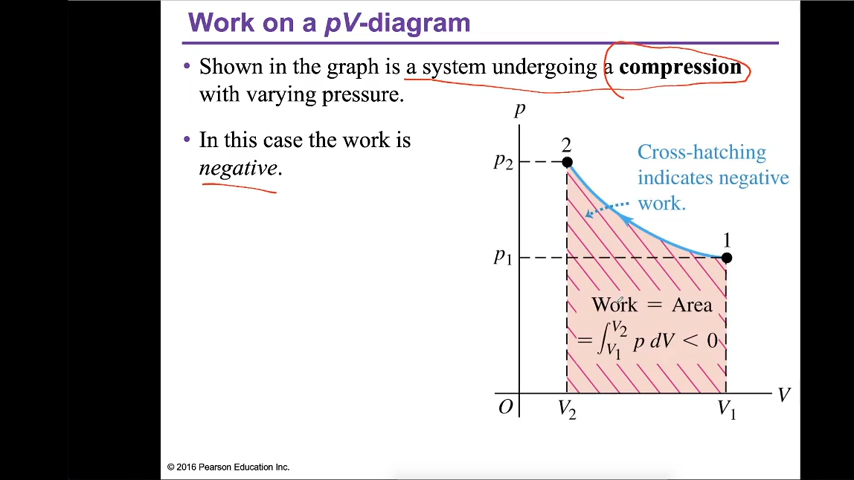 Work on a pV-diagram
• Shown in the graph is a system undergoing a compression
with varying pressure.
• In this case the work is
negative.
p
2
p₂
Cross-hatching
indicates negative
work.
1
p₁
Work = Area
= ∫_{V₁}^{V₂} p dV < 0
O
V₂
V₁
V
© 2016 Pearson Education Inc.